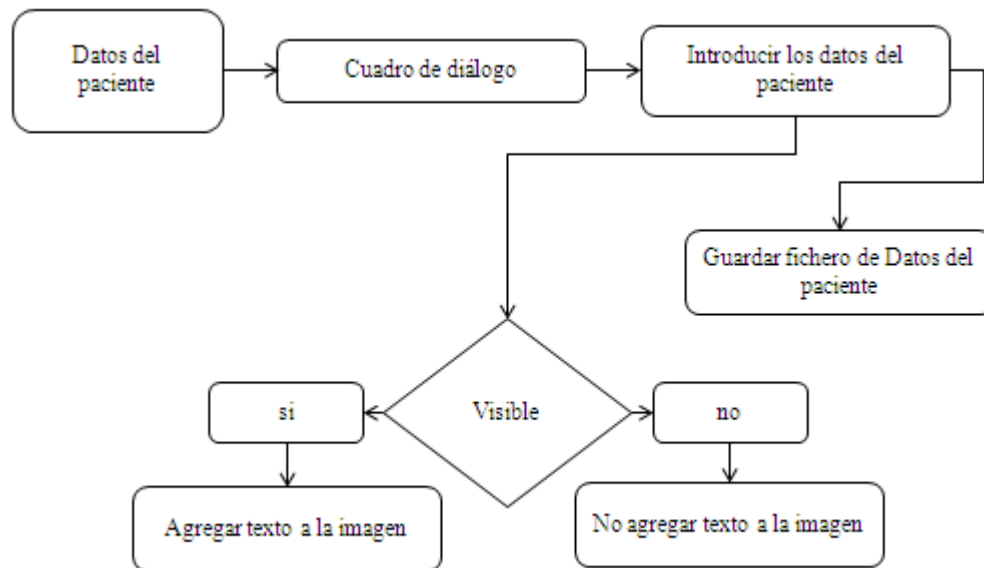 Datos del
paciente
Cuadro de diálogo
Introducir los datos del
paciente
Guardar fichero de Datos del
paciente
si
Visible
no
Agregar texto a la imagen
No agregar texto a la imagen